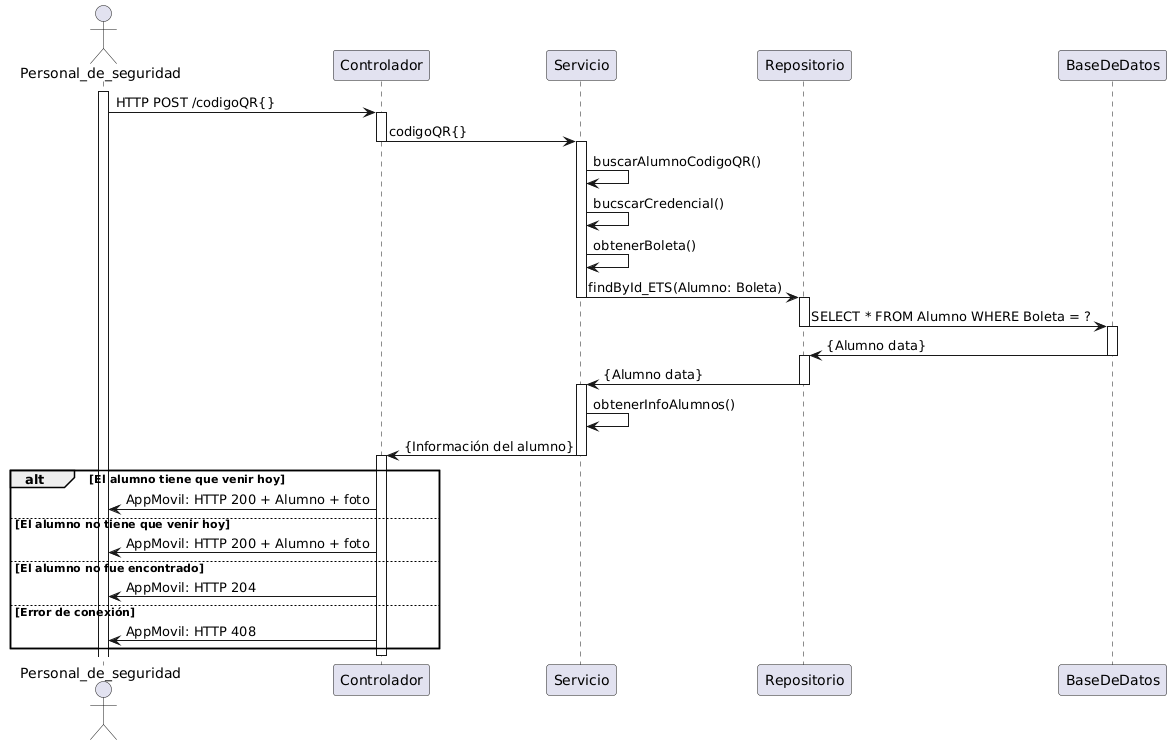 Personal_de_seguridad
Controlador
Servicio
Repositorio
BaseDeDatos
HTTP POST /codigoQR{}
codigoQR{}
buscarAlumnoCodigoQR()
bucscarCredencial()
obtenerBoleta()
findById_ETS(Alumno: Boleta)
SELECT * FROM Alumno WHERE Boleta = ?
{Alumno data}
{Alumno data}
obtenerInfoAlumnos()
{Información del alumno}
alt
[El alumno tiene que venir hoy]
AppMovil: HTTP 200 + Alumno + foto
[El alumno no tiene que venir hoy]
AppMovil: HTTP 200 + Alumno + foto
[El alumno no fue encontrado]
AppMovil: HTTP 204
[Error de conexión]
AppMovil: HTTP 408
Personal_de_seguridad
Controlador
Servicio
Repositorio
BaseDeDatos